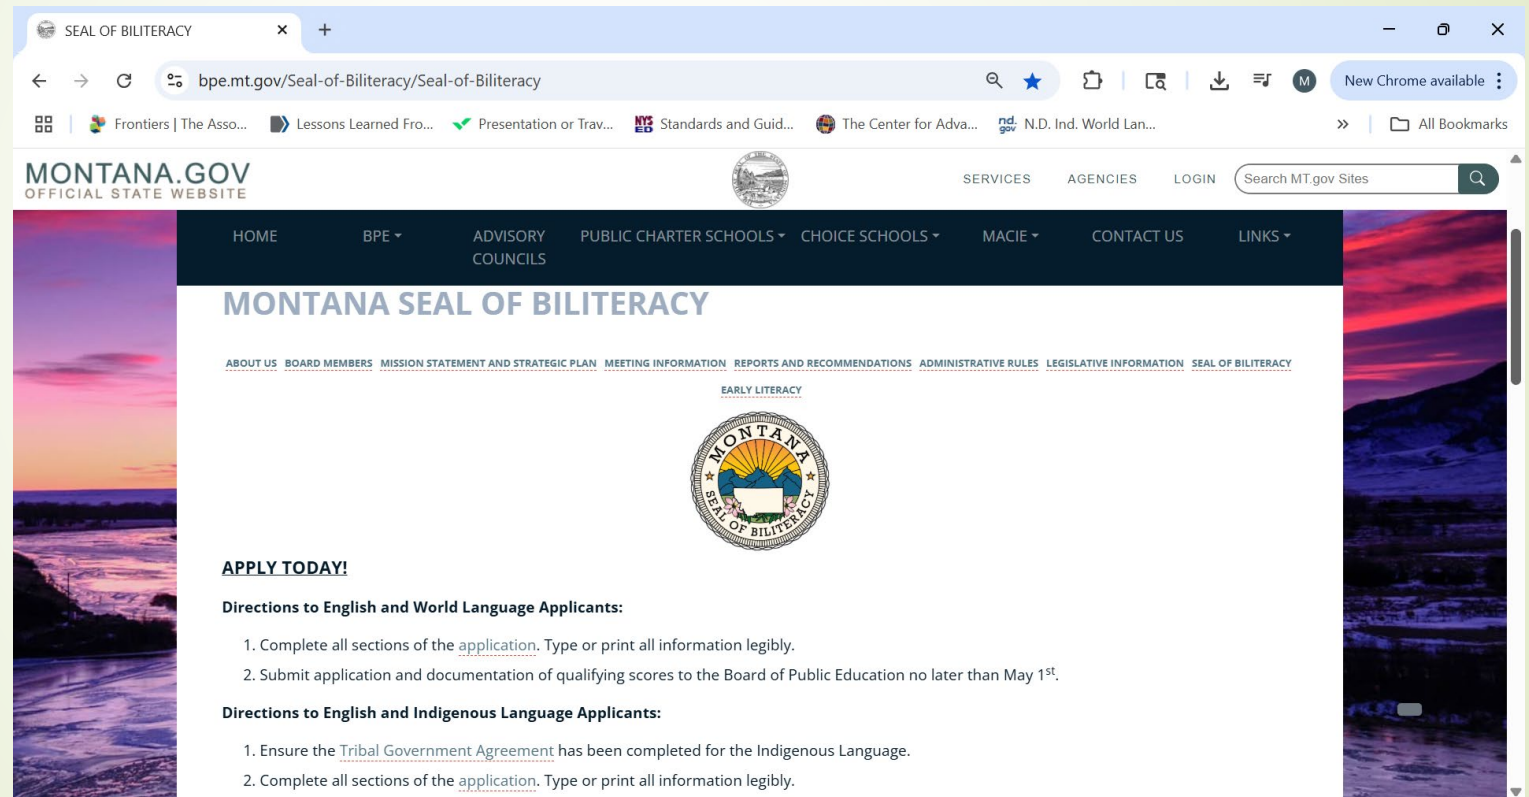 SEAL OF BILITERACY
bpe.mt.gov/Seal-of-Biliteracy/Seal-of-Biliteracy
M
New Chrome available
Frontiers | The Asso...
Lessons Learned Fro...
Presentation or Trav...
NYS ED
Standards and Guid...
The Center for Adva...
nd. gov
N.D. Ind. World Lan...
»
All Bookmarks
MONTANA.GOV
OFFICIAL STATE WEBSITE
SERVICES AGENCIES LOGIN
Search MT.gov Sites
HOME BPE ADVISORY COUNCILS PUBLIC CHARTER SCHOOLS CHOICE SCHOOLS MACIE CONTACT US LINKS
MONTANA SEAL OF BILITERACY
ABOUT US BOARD MEMBERS MISSION STATEMENT AND STRATEGIC PLAN MEETING INFORMATION REPORTS AND RECOMMENDATIONS ADMINISTRATIVE RULES LEGISLATIVE INFORMATION SEAL OF BILITERACY
EARLY LITERACY
MONTANA
SEAL OF BILITERACY
APPLY TODAY!
Directions to English and World Language Applicants:
1. Complete all sections of the application. Type or print all information legibly.
2. Submit application and documentation of qualifying scores to the Board of Public Education no later than May 1st.
Directions to English and Indigenous Language Applicants:
1. Ensure the Tribal Government Agreement has been completed for the Indigenous Language.
2. Complete all sections of the application. Type or print all information legibly.